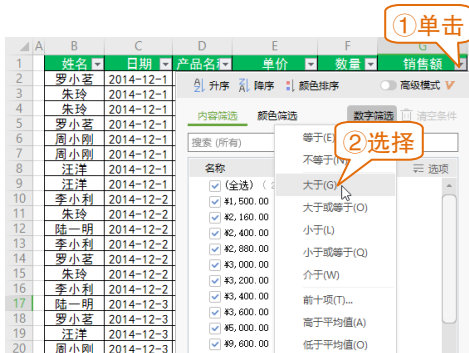 ①单击
A B C D E F G
1 姓名 日期 产品名 单价 数量 销售额
2 罗小茗 2014-12-1
3 朱玲 2014-12-1
4 朱玲 2014-12-1
5 罗小茗 2014-12-1
6 周小刚 2014-12-1
7 周小刚 2014-12-1
8 汪洋 2014-12-1
9 汪洋 2014-12-1
10 李小利 2014-12-2
11 朱玲 2014-12-2
12 陆一明 2014-12-2
13 李小利 2014-12-2
14 罗小茗 2014-12-2
15 朱玲 2014-12-2
16 李小利 2014-12-2
17 陆一明 2014-12-3
18 罗小茗 2014-12-3
19 汪洋 2014-12-3
20 周小刚 2014-12-3
升序 降序 颜色排序 高级模式
内容筛选 颜色筛选 数字筛选 清空条件
搜索 (所有)
名称 选项
(全选)
¥1,500.00
¥2,160.00
¥2,400.00
¥2,880.00
¥3,000.00
¥3,200.00
¥3,400.00
¥3,600.00
¥5,000.00
¥9,600.00
②选择
等于(E)
不等于(N)
大于(G)
大于或等于(O)
小于(L)
小于或等于(Q)
介于(W)
前十项(T)...
高于平均值(A)
低于平均值(O)